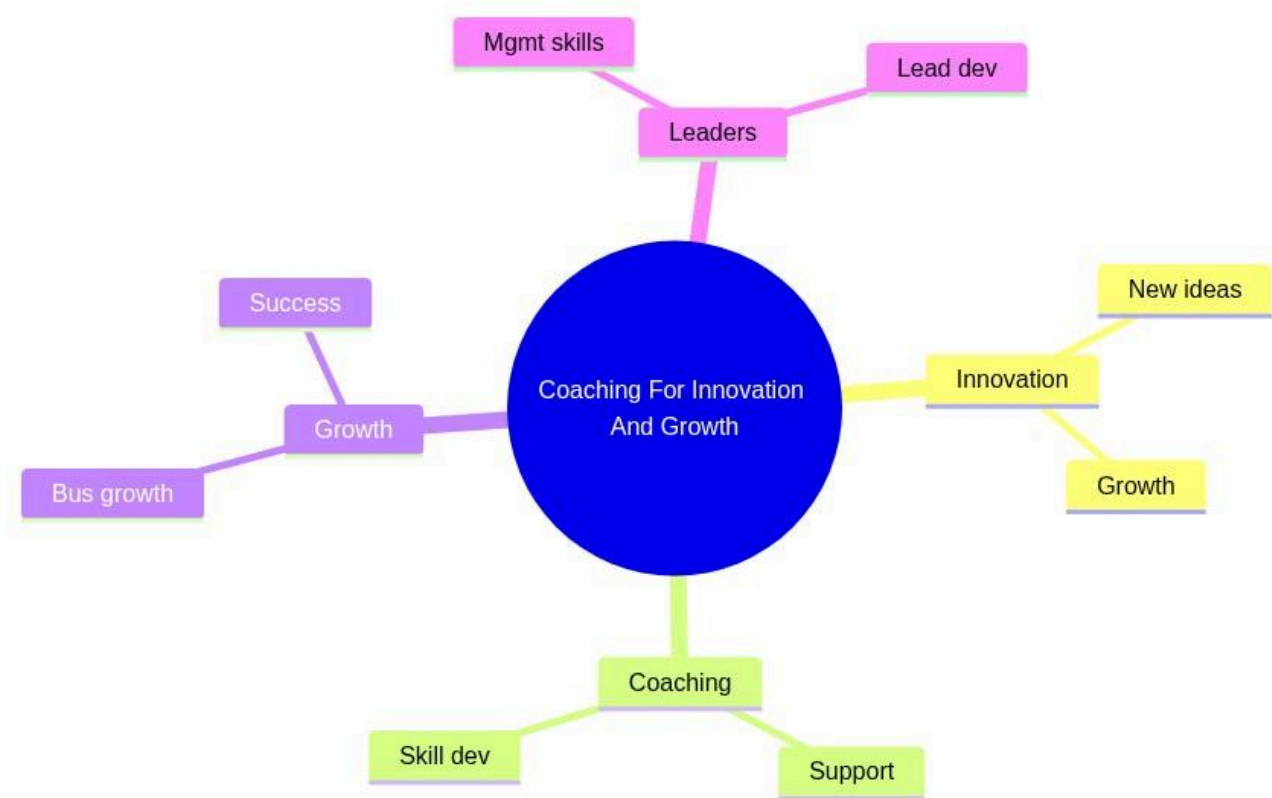 Mgmt skills
Lead dev
Leaders
Success
New ideas
Innovation
Coaching For Innovation
And Growth
Growth
Bus growth
Growth
Coaching
Skill dev
Support